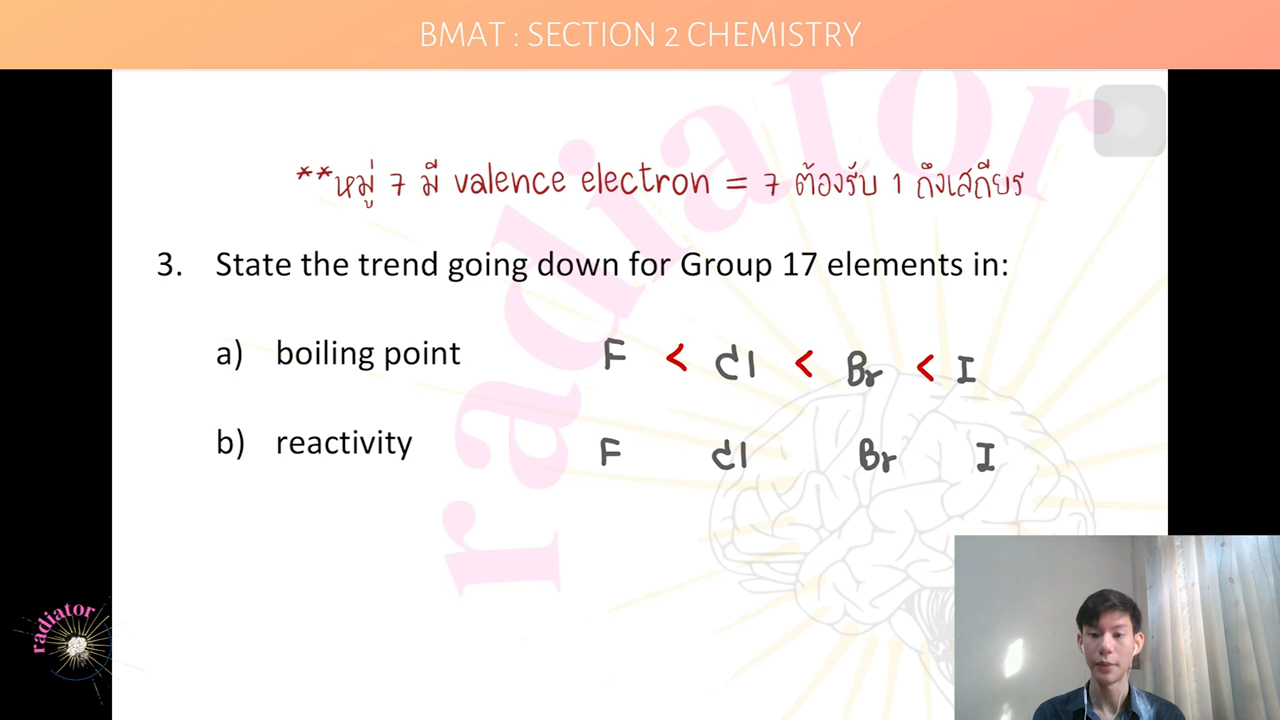 BMAT : SECTION 2 CHEMISTRY
**หมู่ 7 มี valence electron = 7 ต้องรับ 1 ถึงเสถียร
3. State the trend going down for Group 17 elements in:
a) boiling point F < Cl < Br < I
b) reactivity F Cl Br I
radiator
radiator